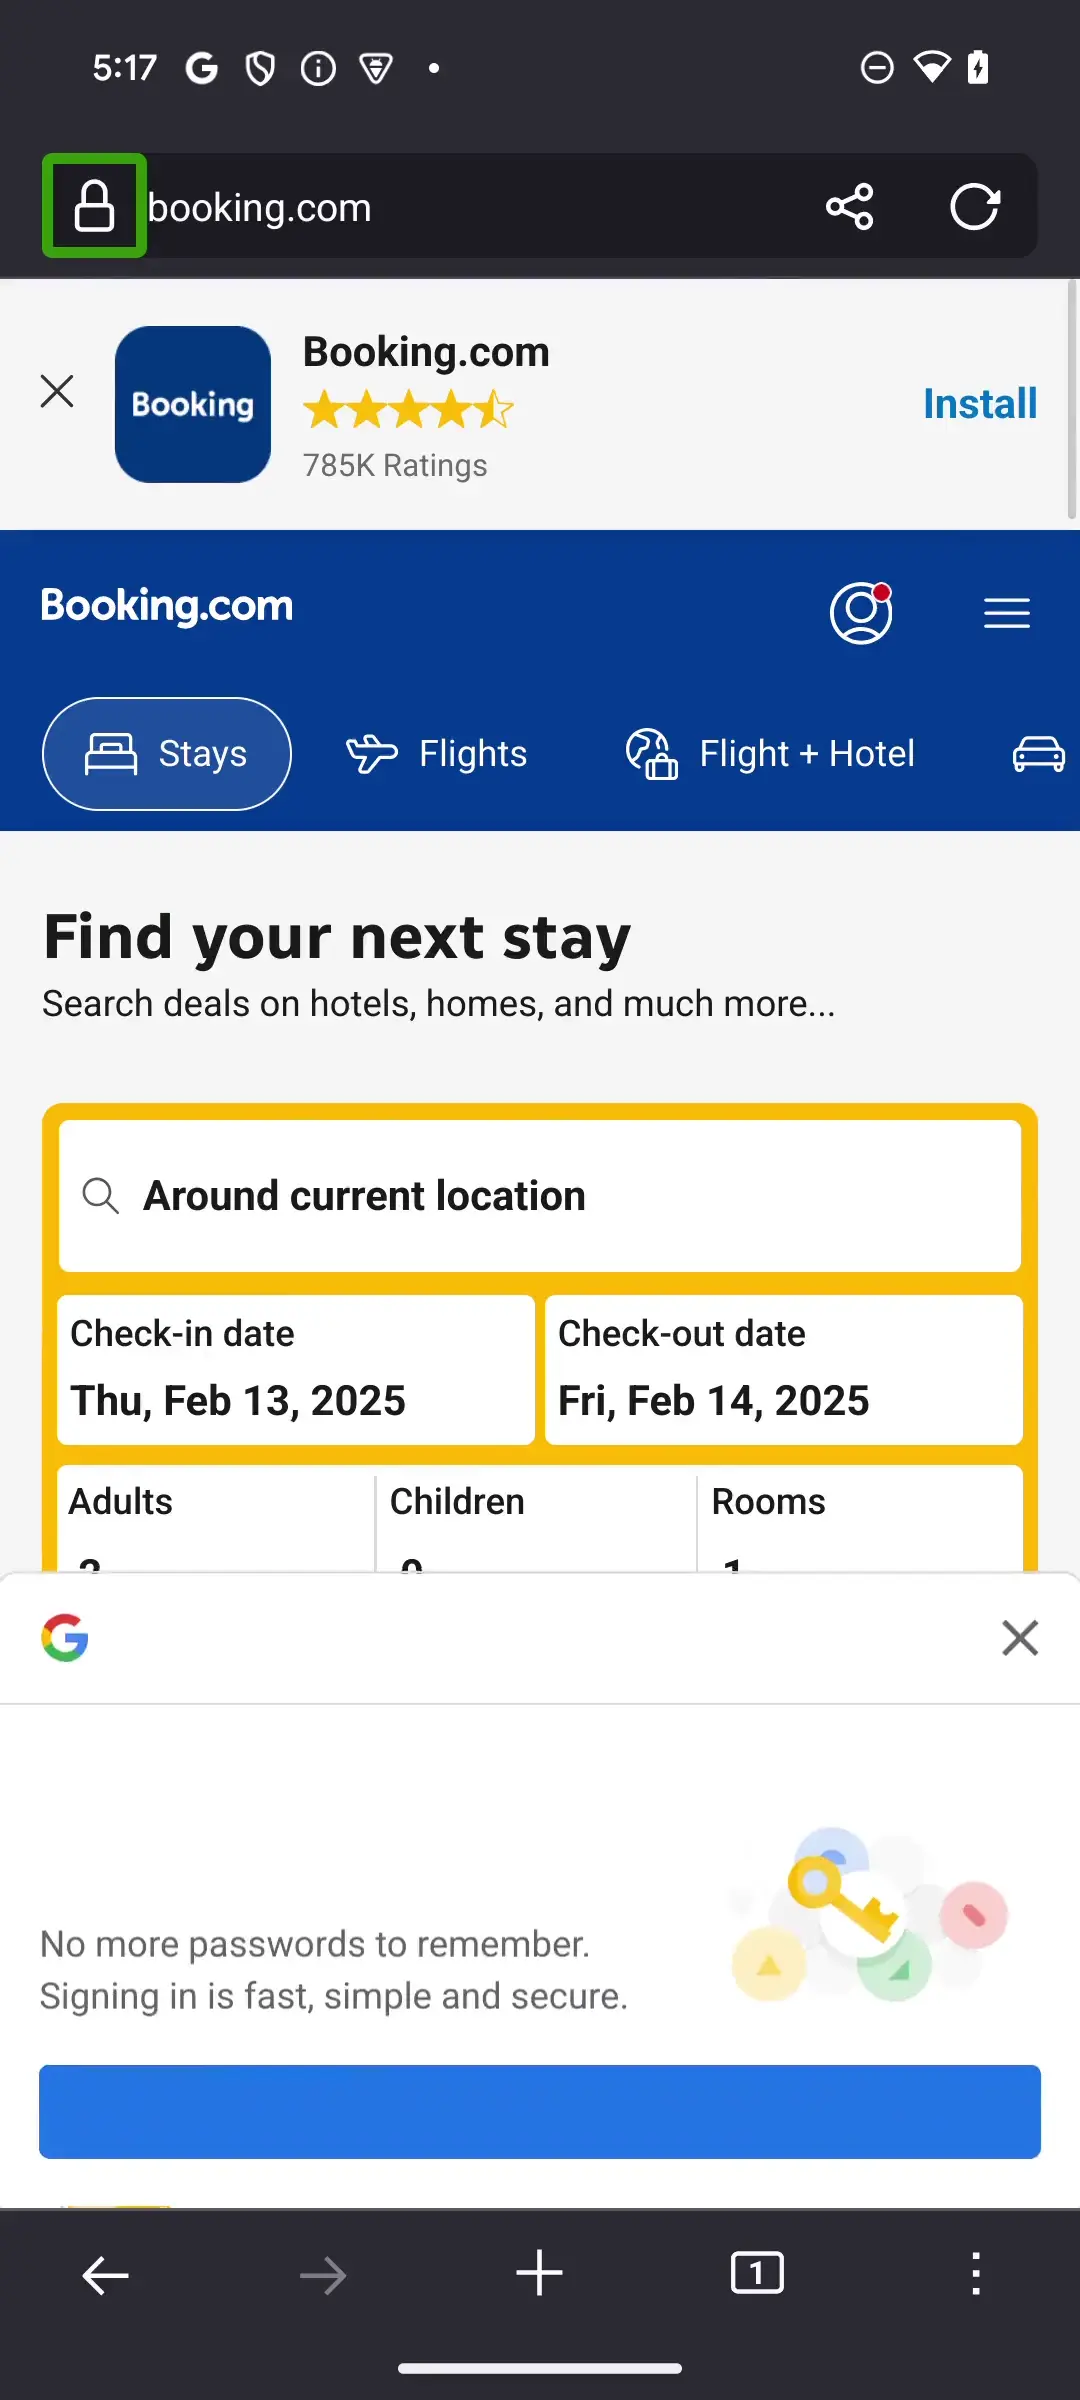 5:17
booking.com
Booking
Booking.com
785K Ratings
Install
Booking.com
Stays
Flights
Flight + Hotel
Find your next stay
Search deals on hotels, homes, and much more...
Around current location
Check-in date
Thu, Feb 13, 2025
Check-out date
Fri, Feb 14, 2025
Adults
Children
Rooms
No more passwords to remember.
Signing in is fast, simple and secure.
1